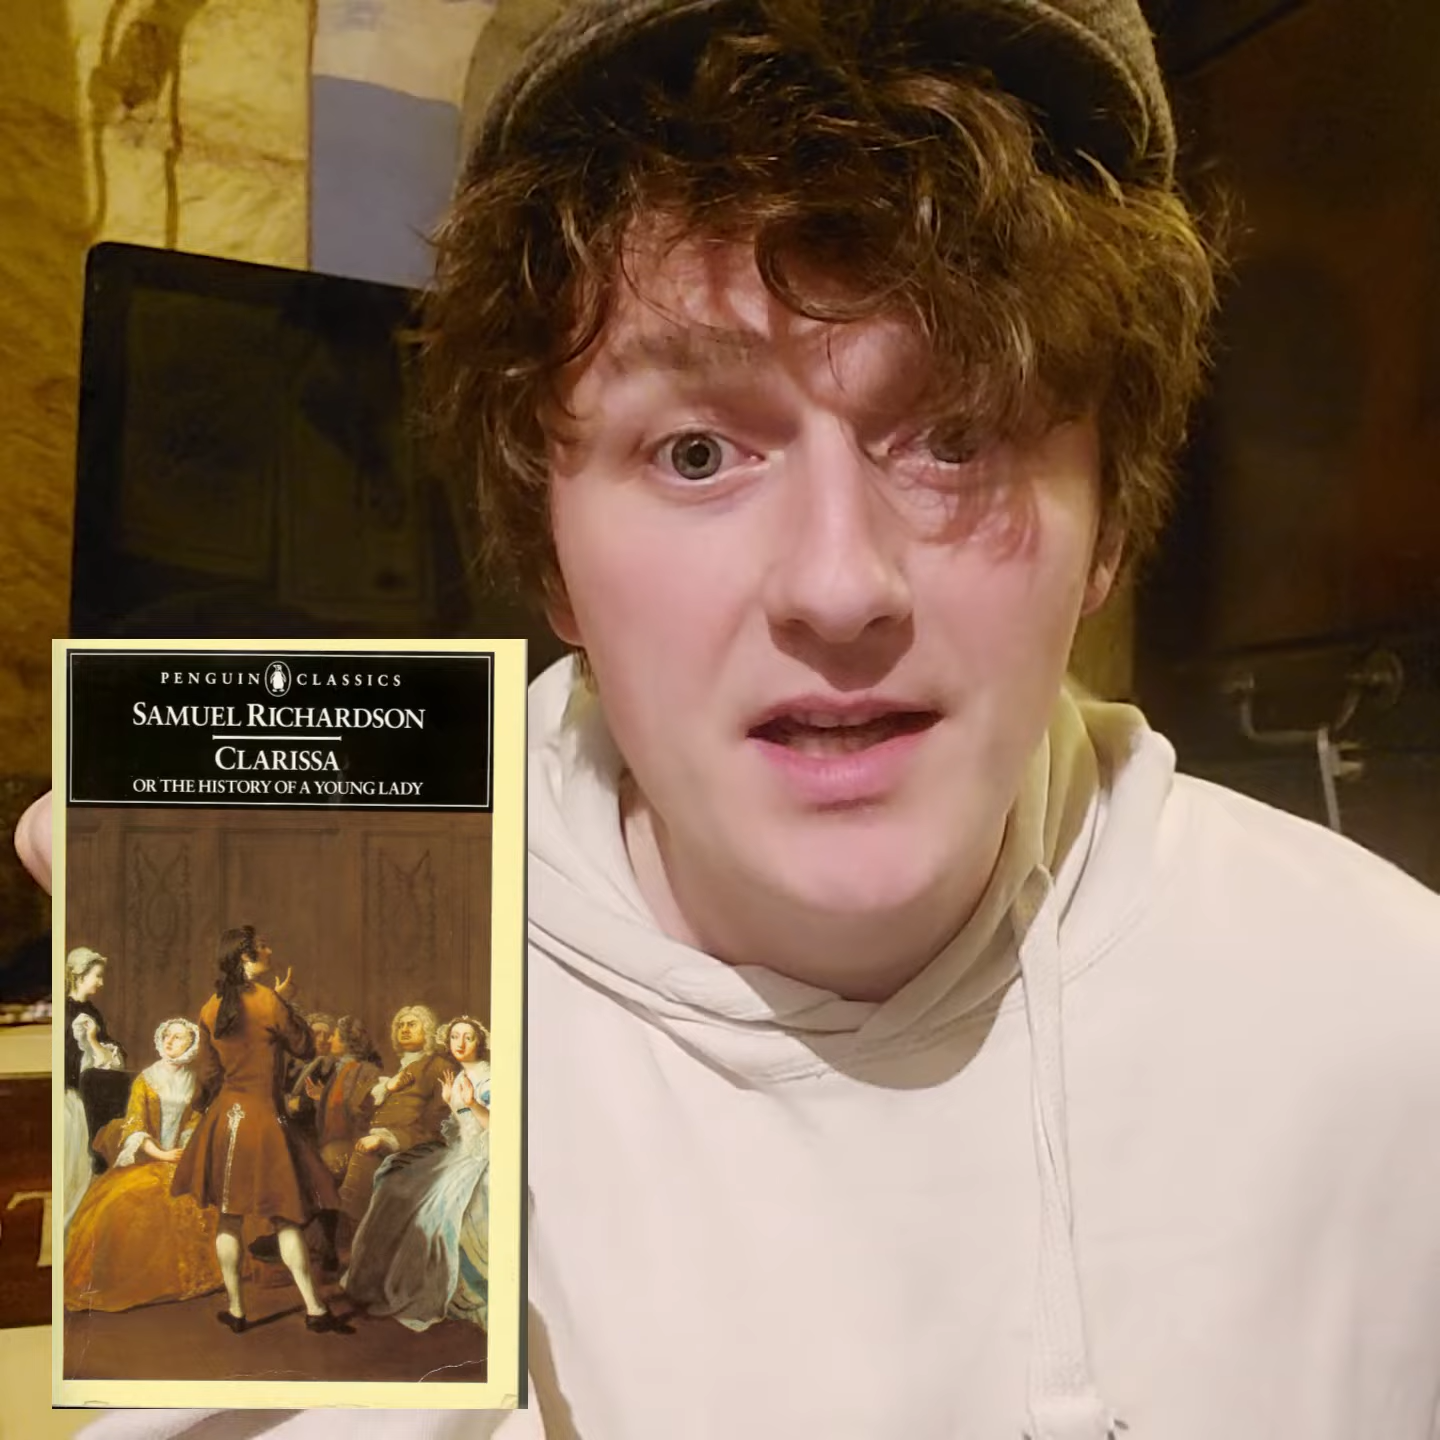 PENGUIN CLASSICS
SAMUEL RICHARDSON
CLARISSA
OR THE HISTORY OF A YOUNG LADY